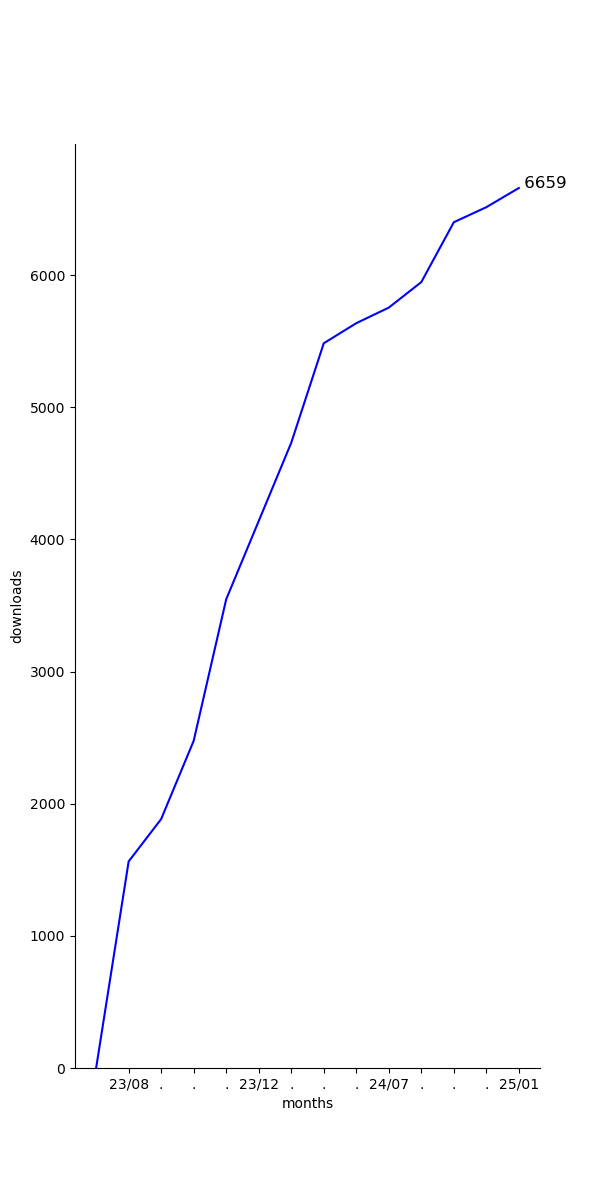 6659
6000
5000
4000
3000
2000
1000
0
downloads
23/08 . . . 23/12 . . . 24/07 . . . 25/01
months